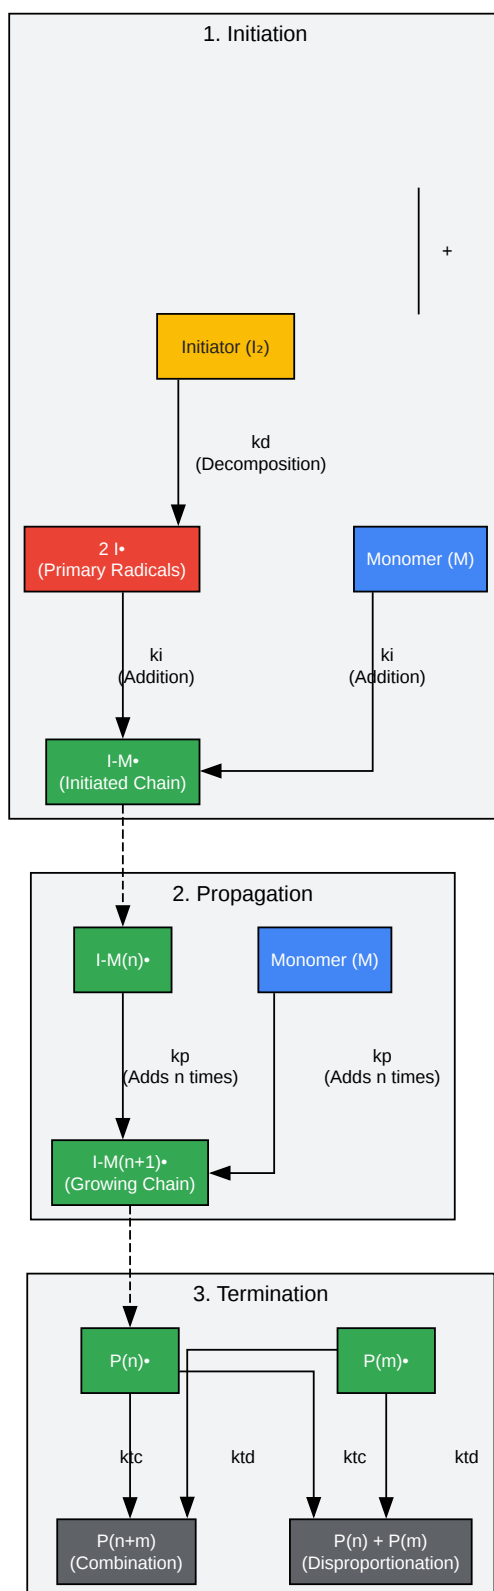 1. Initiation
+
Initiator (I₂)
kd
(Decomposition)
2 I•
(Primary Radicals)
Monomer (M)
ki
(Addition)
ki
(Addition)
I-M•
(Initiated Chain)
2. Propagation
I-M(n)•
Monomer (M)
kp
(Adds n times)
kp
(Adds n times)
I-M(n+1)•
(Growing Chain)
3. Termination
P(n)•
P(m)•
ktc
ktd
ktc
ktd
P(n+m)
(Combination)
P(n) + P(m)
(Disproportionation)